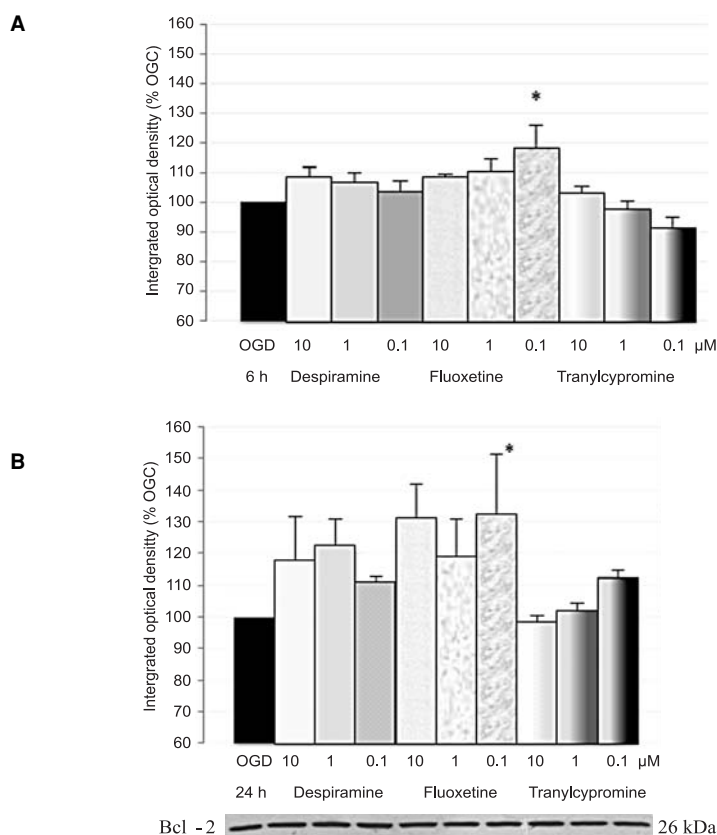 A
Intergrated optical densitty (% OGC)
160
150
140
130
120
110
100
90
80
70
60
*
OGD 10 1 0.1 10 1 0.1 10 1 0.1 µM
6 h Despiramine Fluoxetine Tranylcypromine
B
Intergrated optical densitty (% OGC)
160
150
140
130
120
110
100
90
80
70
60
*
OGD 10 1 0.1 10 1 0.1 10 1 0.1 µM
24 h Despiramine Fluoxetine Tranylcypromine
Bcl - 2 26 kDa